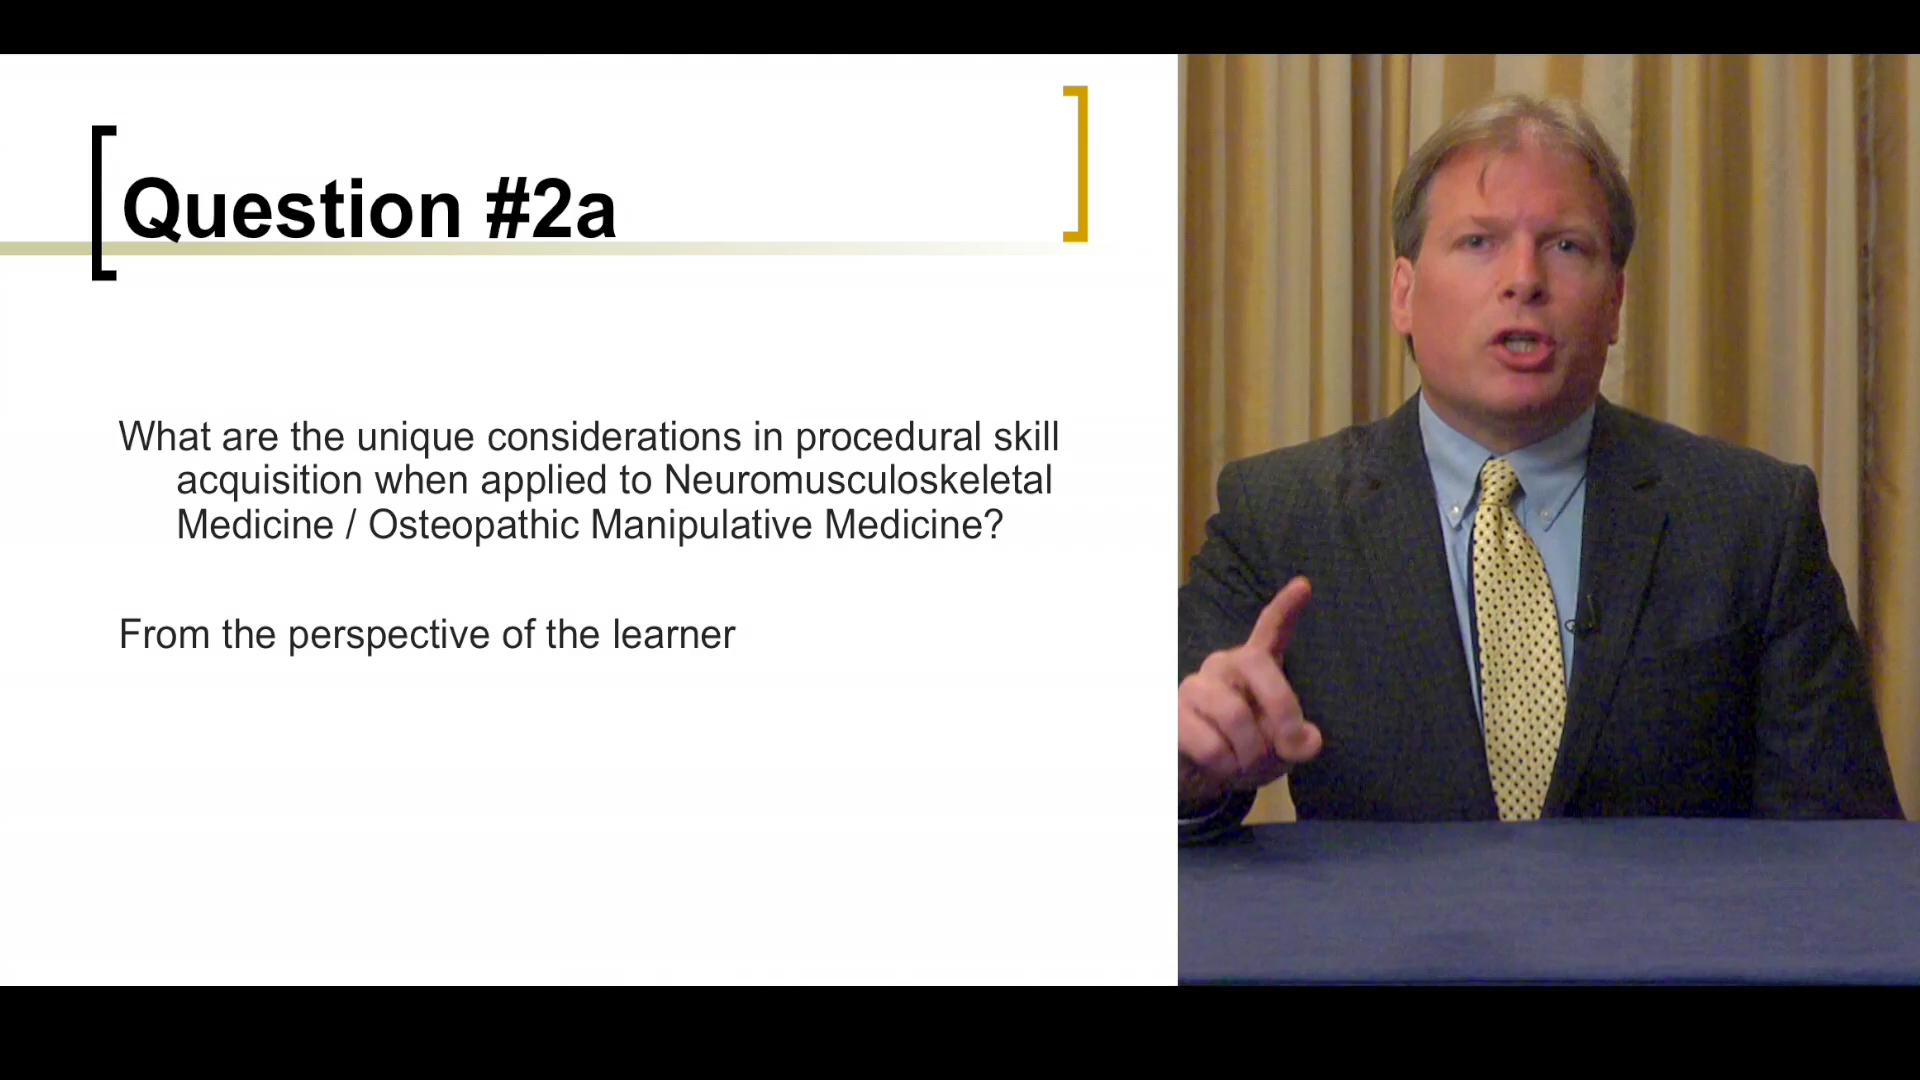 Question #2a
What are the unique considerations in procedural skill
acquisition when applied to Neuromusculoskeletal
Medicine / Osteopathic Manipulative Medicine?
From the perspective of the learner